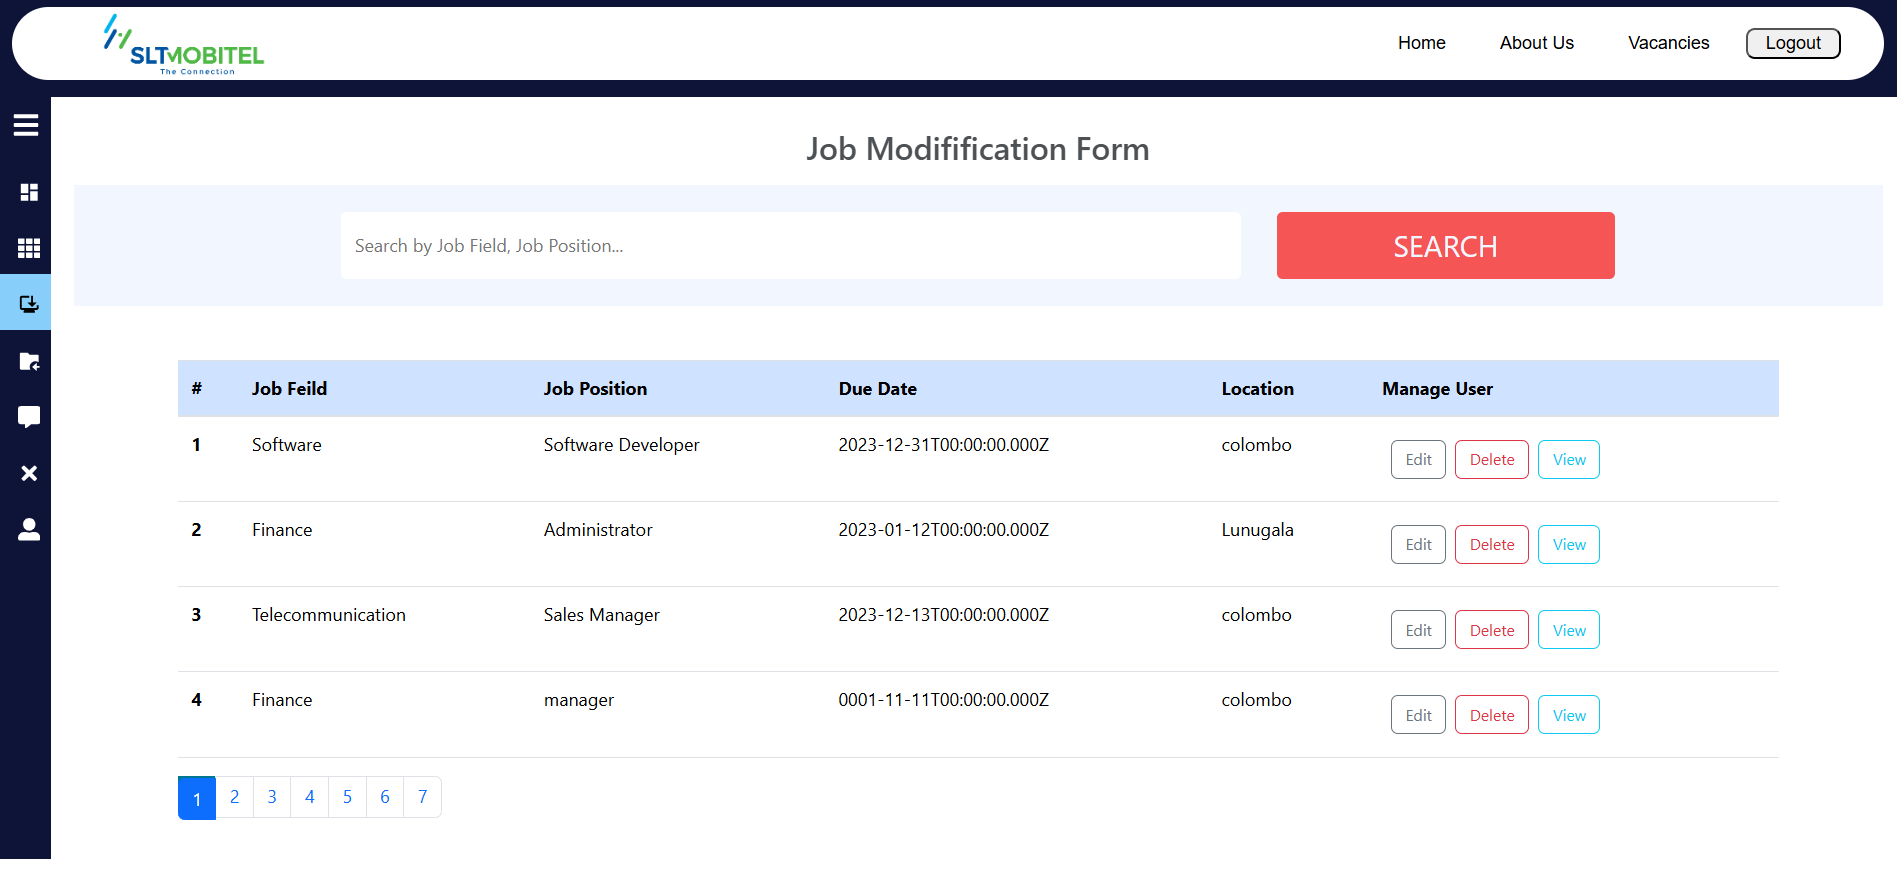 SLTMOBITEL
The Connection
Home About Us Vacancies Logout
Job Modifification Form
Search by Job Field, Job Position... SEARCH
# Job Feild Job Position Due Date Location Manage User
1 Software Software Developer 2023-12-31T00:00:00.000Z colombo Edit Delete View
2 Finance Administrator 2023-01-12T00:00:00.000Z Lunugala Edit Delete View
3 Telecommunication Sales Manager 2023-12-13T00:00:00.000Z colombo Edit Delete View
4 Finance manager 0001-11-11T00:00:00.000Z colombo Edit Delete View
1 2 3 4 5 6 7